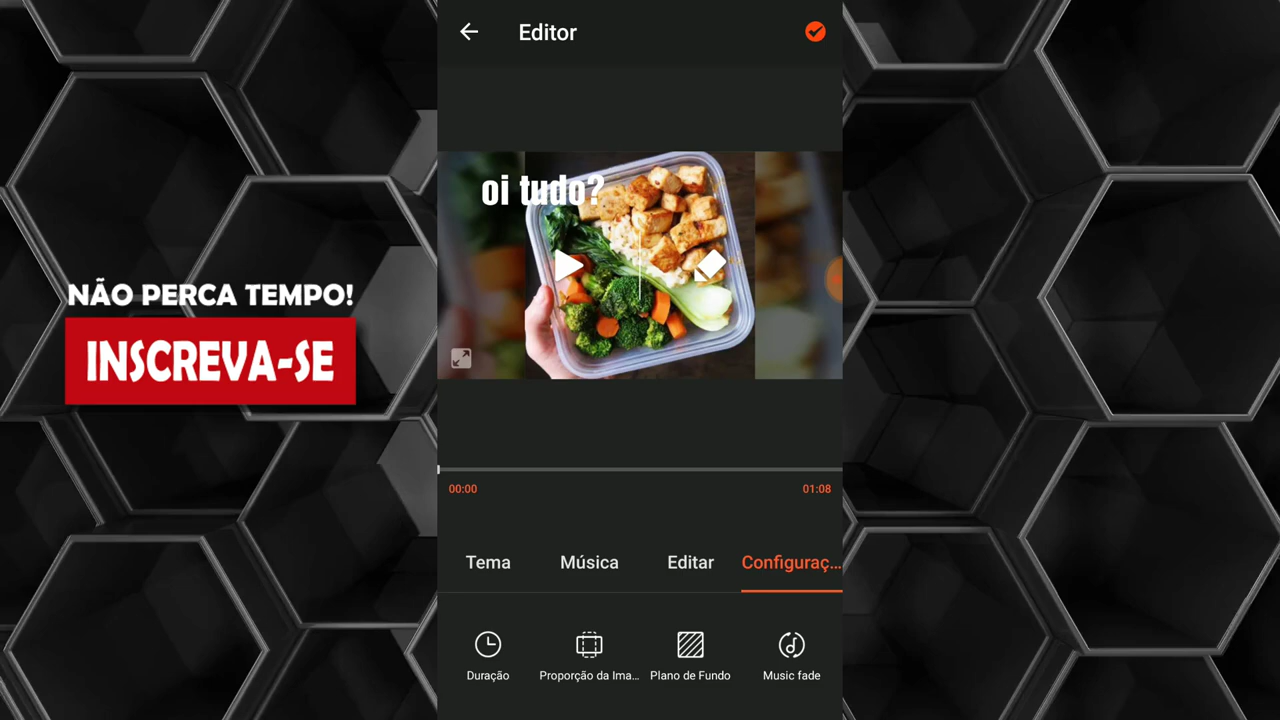 Editor
oi tudo?
NÃO PERCA TEMPO!
INSCREVA-SE
00:00
01:08
Tema
Música
Editar
Configuraç...
Duração
Proporção da Ima...
Plano de Fundo
Music fade